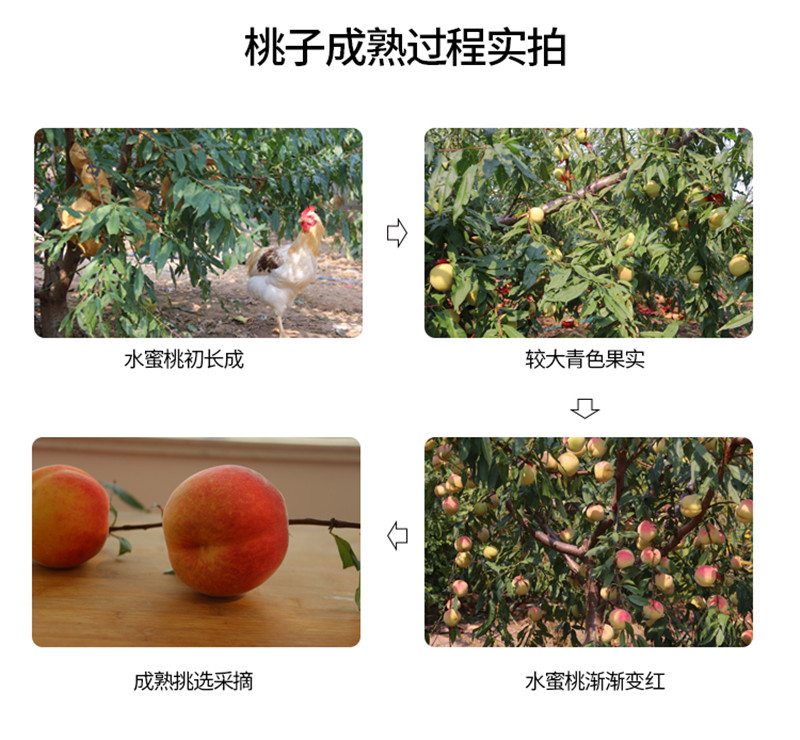 桃子成熟过程实拍
水蜜桃初长成
较大青色果实
水蜜桃渐渐变红
成熟挑选采摘